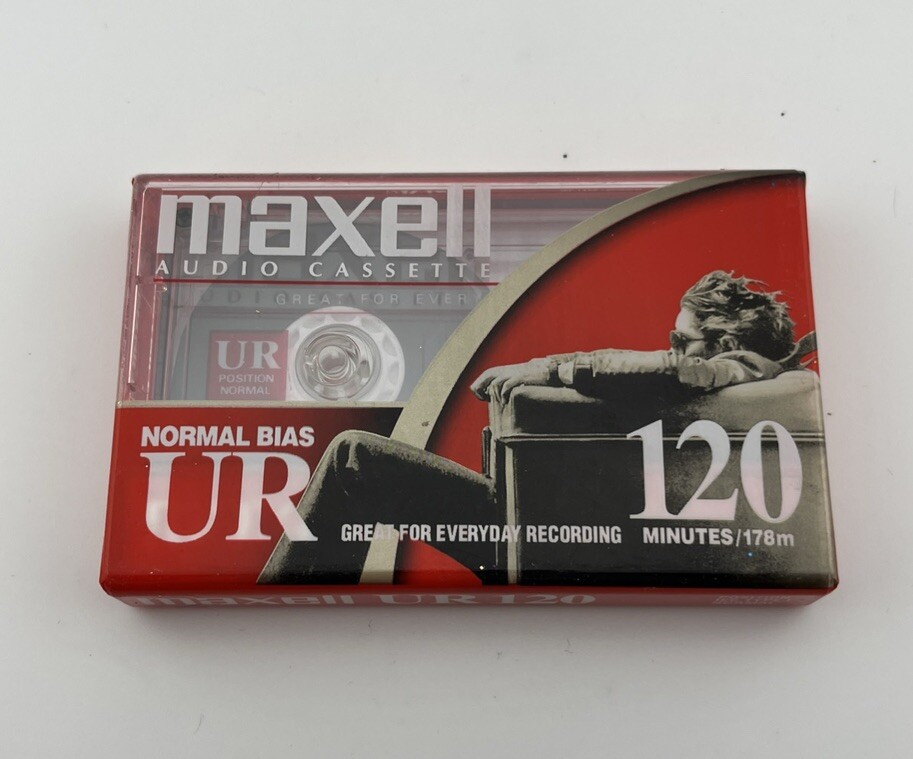 maxell
AUDIO CASSETTE
GREAT FOR EVER
UR
POSITION
NORMAL
NORMAL BIAS
UR
120
GREAT FOR EVERYDAY RECORDING
MINUTES/178m
maxell UR 120